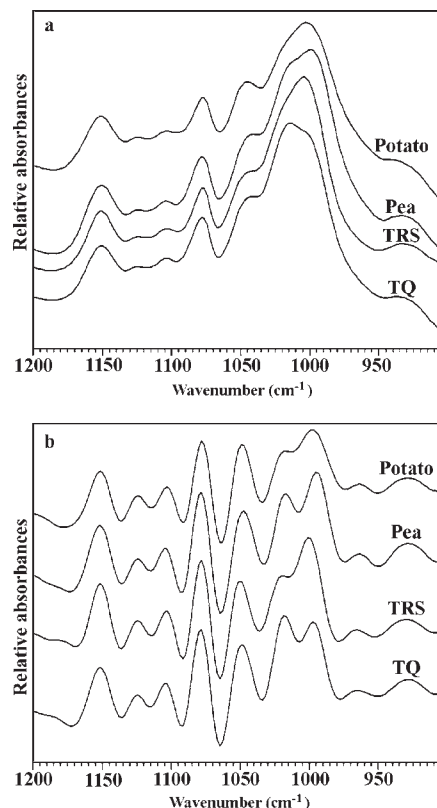 a
Relative absorbances
Potato
Pea
TRS
TQ
1200 1150 1100 1050 1000 950
Wavenumber (cm⁻¹)
b
Relative absorbances
Potato
Pea
TRS
TQ
1200 1150 1100 1050 1000 950
Wavenumber (cm⁻¹)